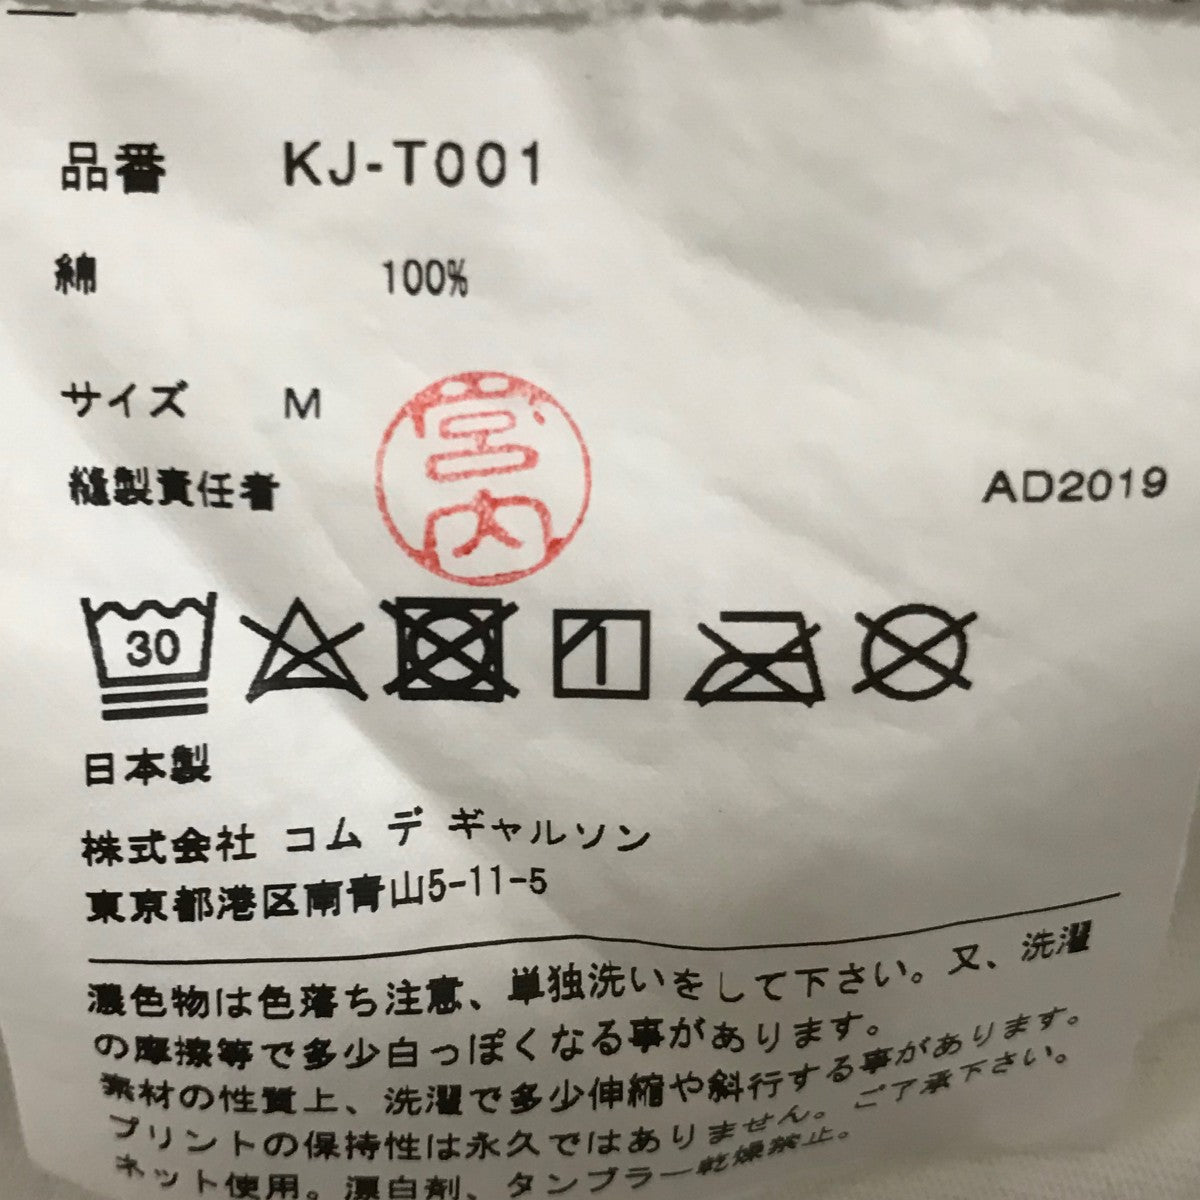 品番 KJ-T001
綿 100%
サイズ M
宮内
縫製責任者 AD2019
30
日本製
株式会社 コム デ ギャルソン
東京都港区南青山5-11-5
濃色物は色落ち注意、単独洗いをして下さい。又、洗濯
の摩擦等で多少白っぽくなる事があります。
素材の性質上、洗濯で多少伸縮や斜行する事があります。
プリントの保持性は永久ではありません。ご了承下さい。
ネット使用。漂白剤、タンブラー乾燥禁止。